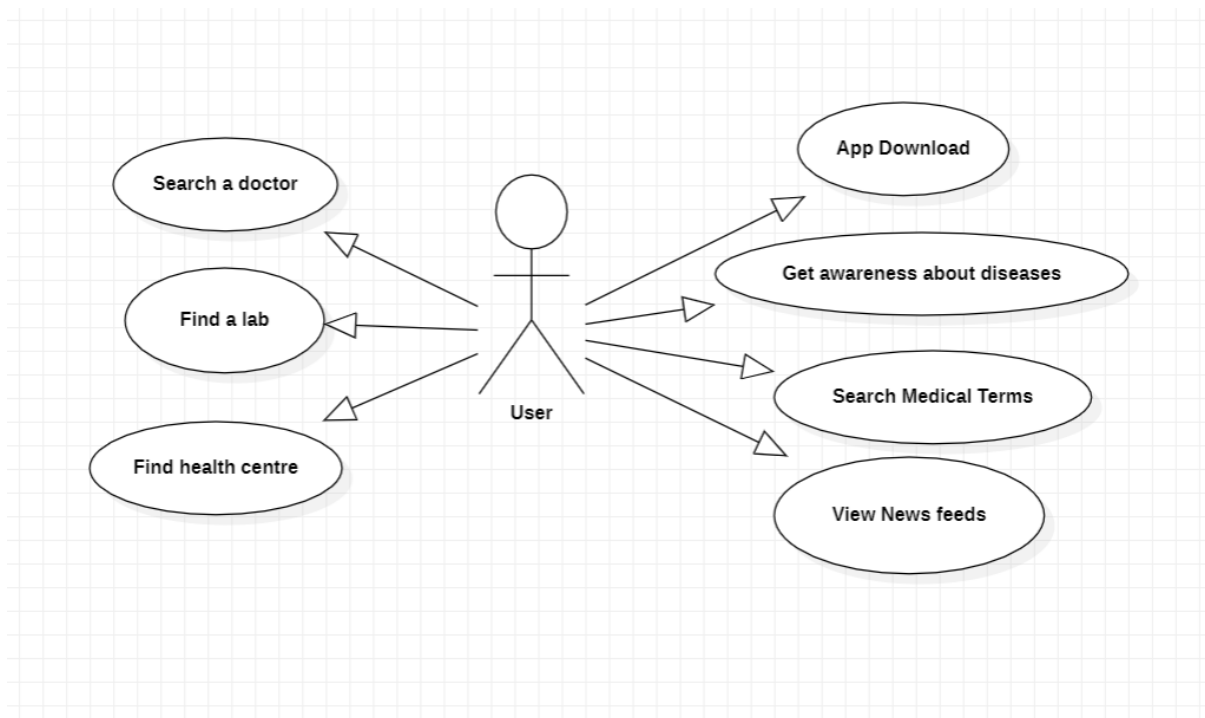 Search a doctor
Find a lab
Find health centre
User
App Download
Get awareness about diseases
Search Medical Terms
View News feeds